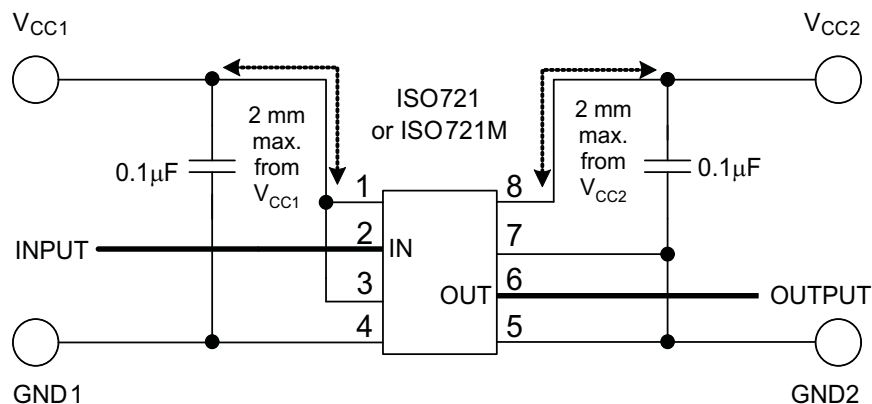 VCC1
VCC2
ISO721
or ISO721M
2 mm
max.
from
VCC1
2 mm
max.
from
VCC2
0.1μF
0.1μF
1
8
INPUT
2
IN
7
3
6
OUT
OUTPUT
4
5
GND1
GND2